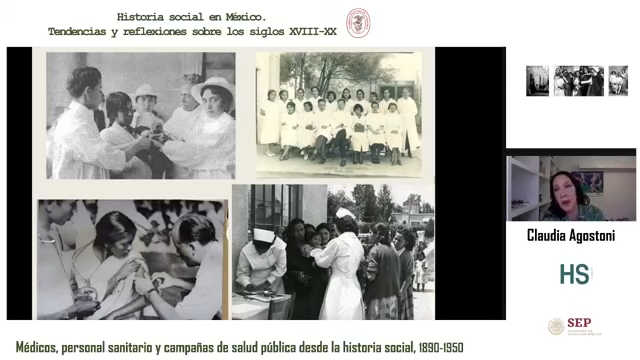 Historia social en México.
Tendencias y reflexiones sobre los siglos XVIII-XX
Claudia Agostoni
HS
SEP
Médicos, personal sanitario y campañas de salud pública desde la historia social, 1890-1950